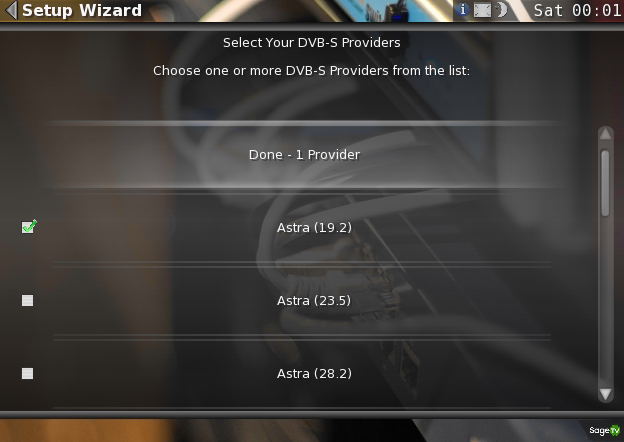 Setup Wizard
i
Sat 00:01
Select Your DVB-S Providers
Choose one or more DVB-S Providers from the list:
Done - 1 Provider
Astra (19.2)
Astra (23.5)
Astra (28.2)
SageTV